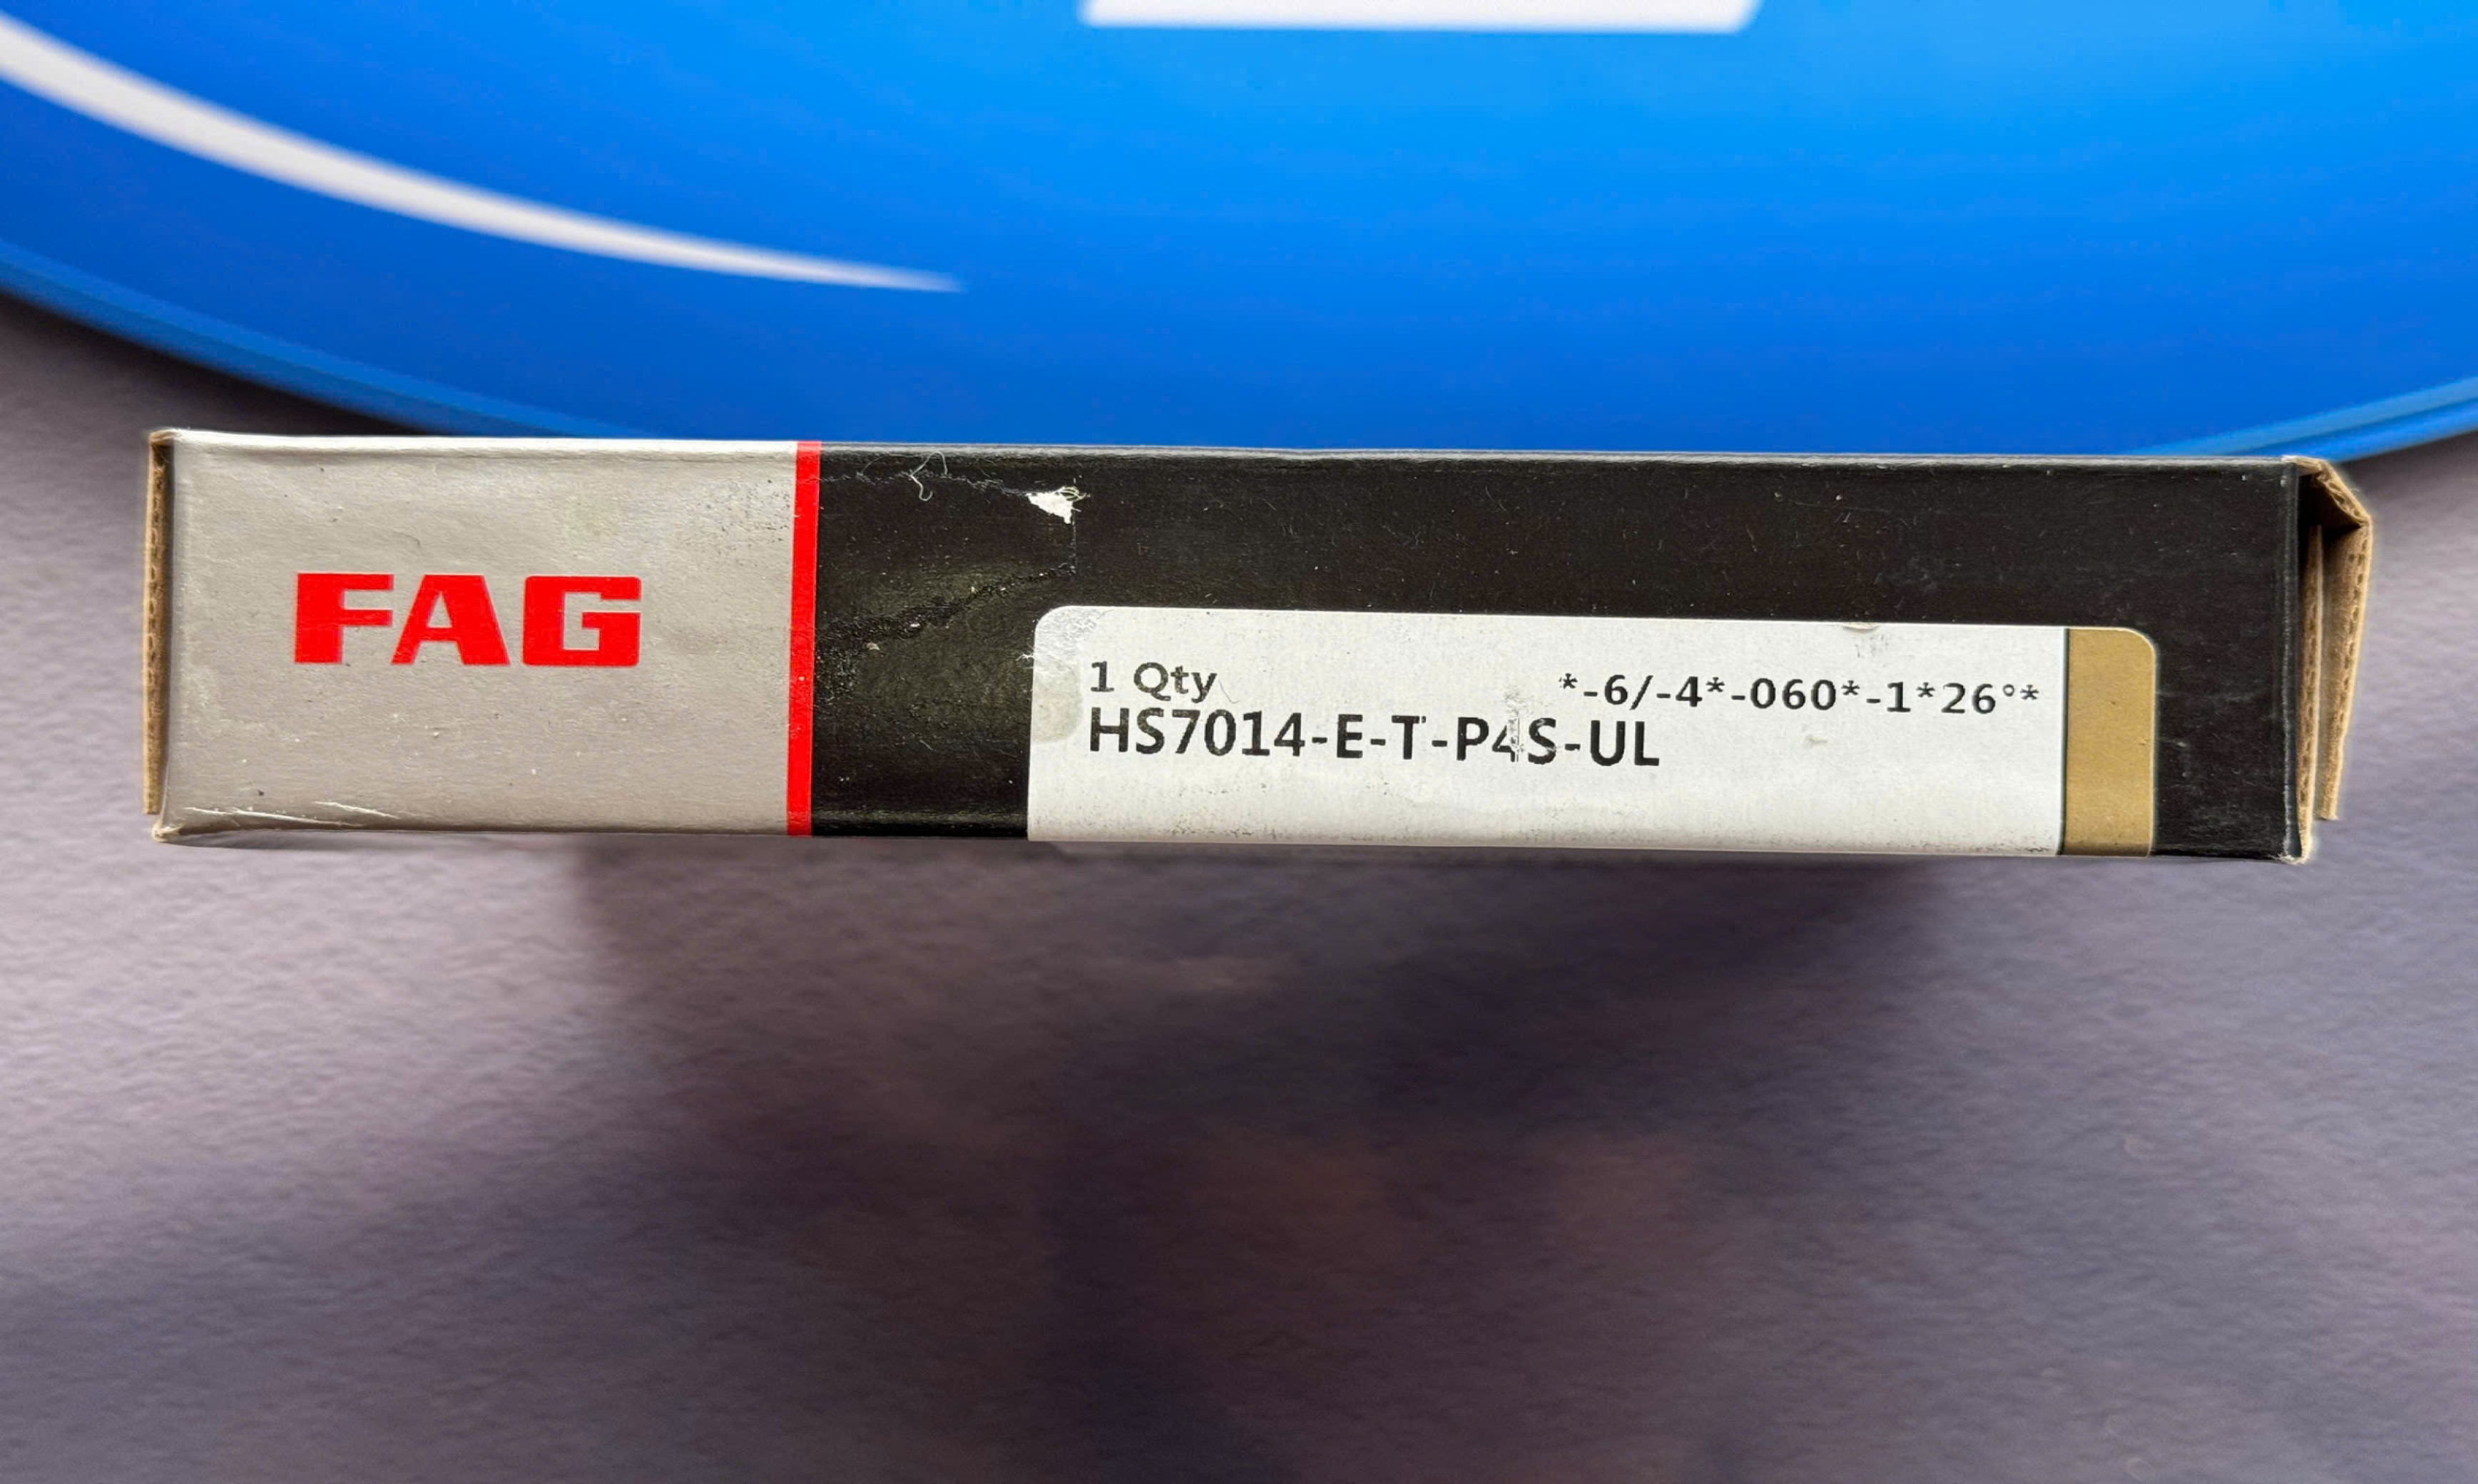 FAG
1 Qty
*-6/-4*-060*-1*26°*
HS7014-E-T-P4S-UL